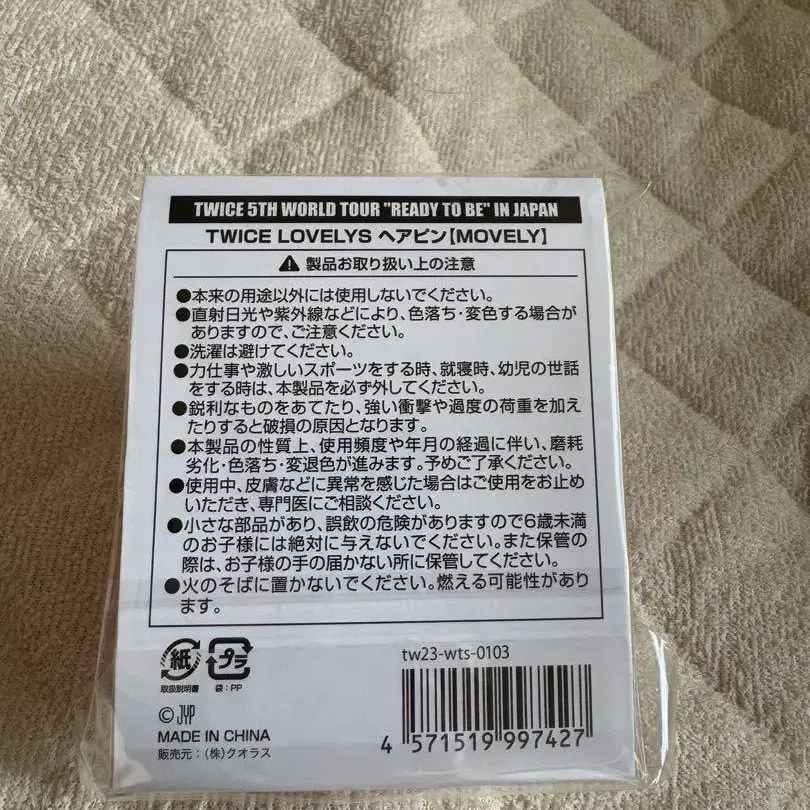 TWICE 5TH WORLD TOUR "READY TO BE" IN JAPAN
TWICE LOVELYS ヘアピン【MOVELY】
製品お取り扱い上の注意
●本来の用途以外には使用しないでください。
●直射日光や紫外線などにより、色落ち・変色する場合が
ありますので、ご注意ください。
●洗濯は避けてください。
●力仕事や激しいスポーツをする時、就寝時、幼児の世話
をする時は、本製品を必ず外してください。
●鋭利なものをあてたり、強い衝撃や過度の荷重を加え
たりすると破損の原因となります。
●本製品の性質上、使用頻度や年月の経過に伴い、磨耗
劣化・色落ち・変退色が進みます。予めご了承ください。
●使用中、皮膚などに異常を感じた場合はご使用をお止め
いただき、専門医にご相談ください。
●小さな部品があり、誤飲の危険がありますので6歳未満
のお子様には絶対に与えないでください。また保管の
際は、お子様の手の届かない所に保管してください。
●火のそばに置かないでください。燃える可能性があり
ます。
紙 プラ
取扱説明書 袋：PP
© JYP
MADE IN CHINA
販売元：（株）クオラス
tw23-wts-0103
4 571519 997427